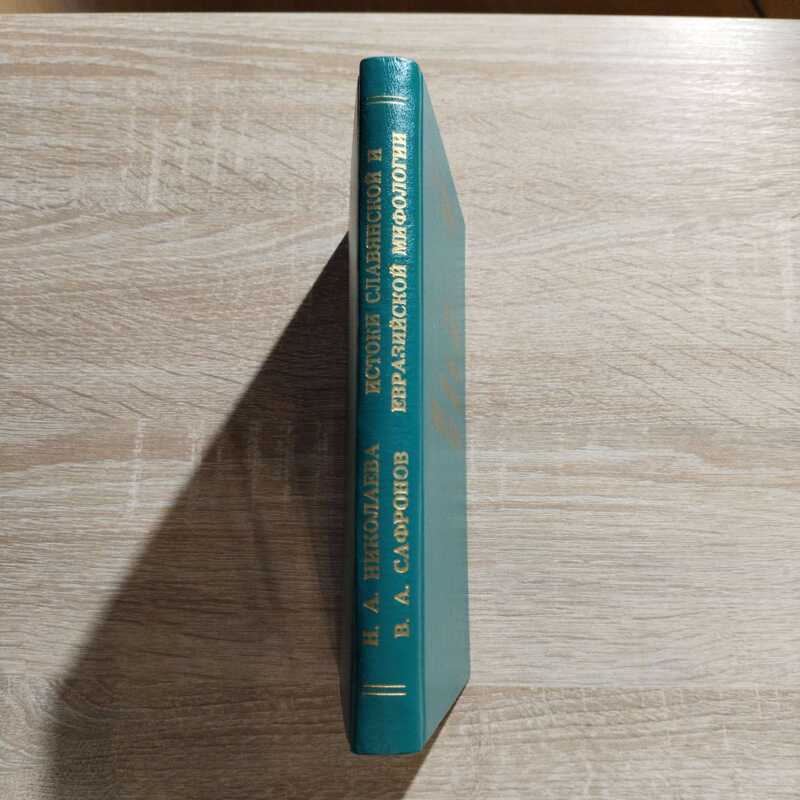 Н. А. НИКОЛАЕВА
В. А. САФРОНОВ
ИСТОКИ СЛАВЯНСКОЙ И
ЕВРАЗИЙСКОЙ МИФОЛОГИИ